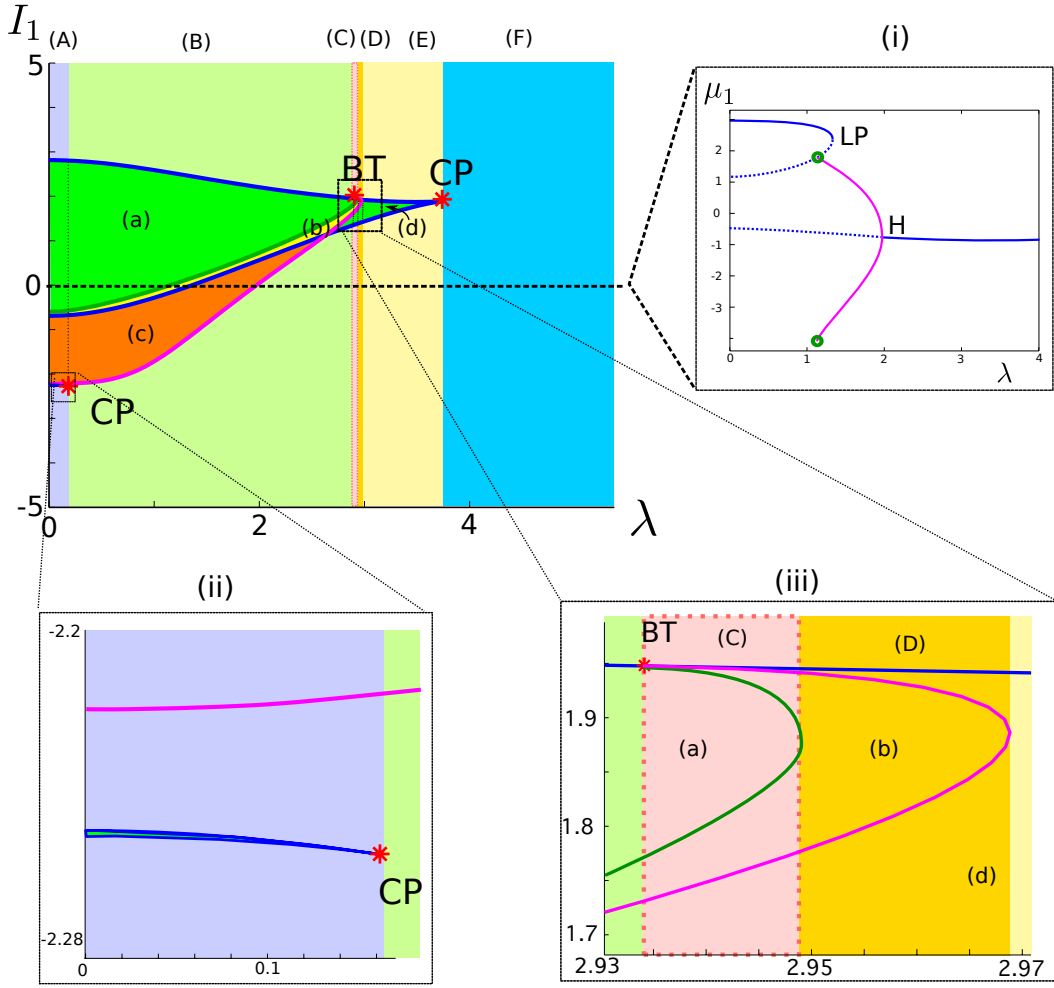 I₁ (A) (B) (C) (D) (E) (F)
5
BT CP
(a) (b) (d)
0
(c)
CP
-5
0 2 4 λ
(i)
μ₁
2
1
0
-1
-3
4
LP
H
0 1 2 3 4
λ
(ii)
-2.2
CP
-2.28
0 0.1
(iii)
BT (C) (D)
1.9
(a) (b)
1.8
(d)
1.7
2.93 2.95 2.97